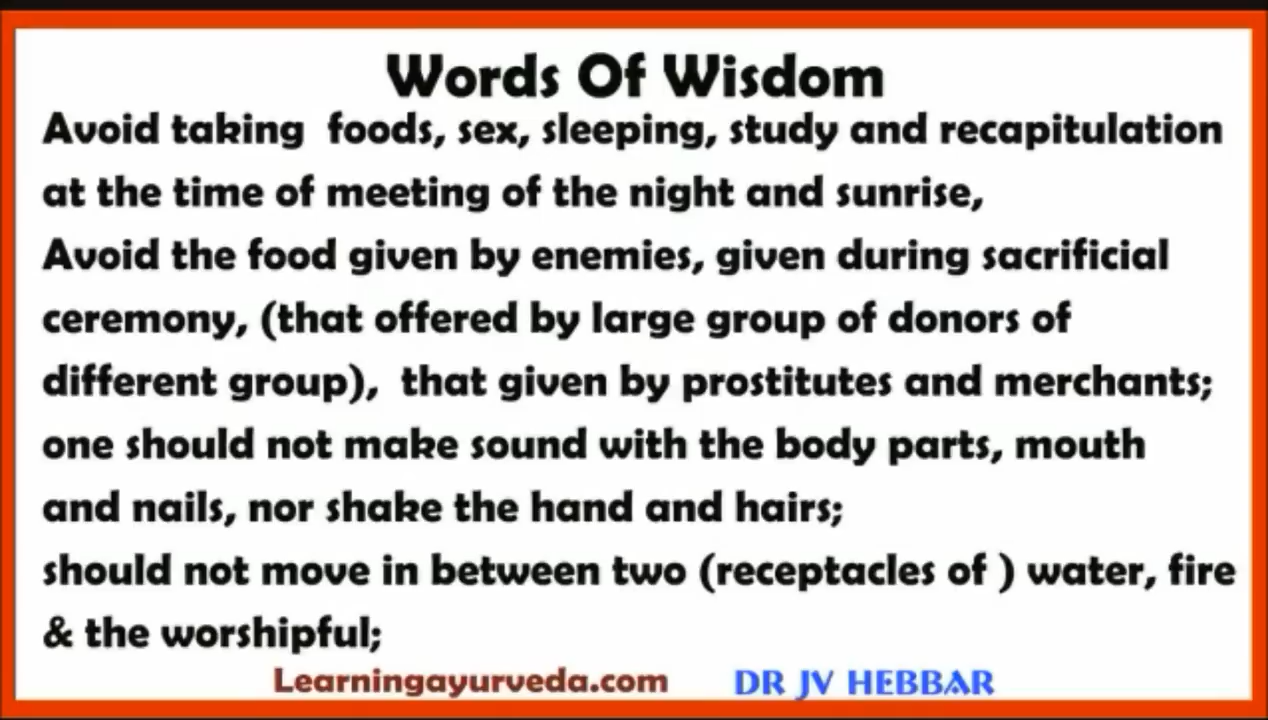 Words Of Wisdom
Avoid taking foods, sex, sleeping, study and recapitulation
at the time of meeting of the night and sunrise,
Avoid the food given by enemies, given during sacrificial
ceremony, (that offered by large group of donors of
different group), that given by prostitutes and merchants;
one should not make sound with the body parts, mouth
and nails, nor shake the hand and hairs;
should not move in between two (receptacles of ) water, fire
& the worshipful;
Learningayurveda.com DR JV HEBBAR